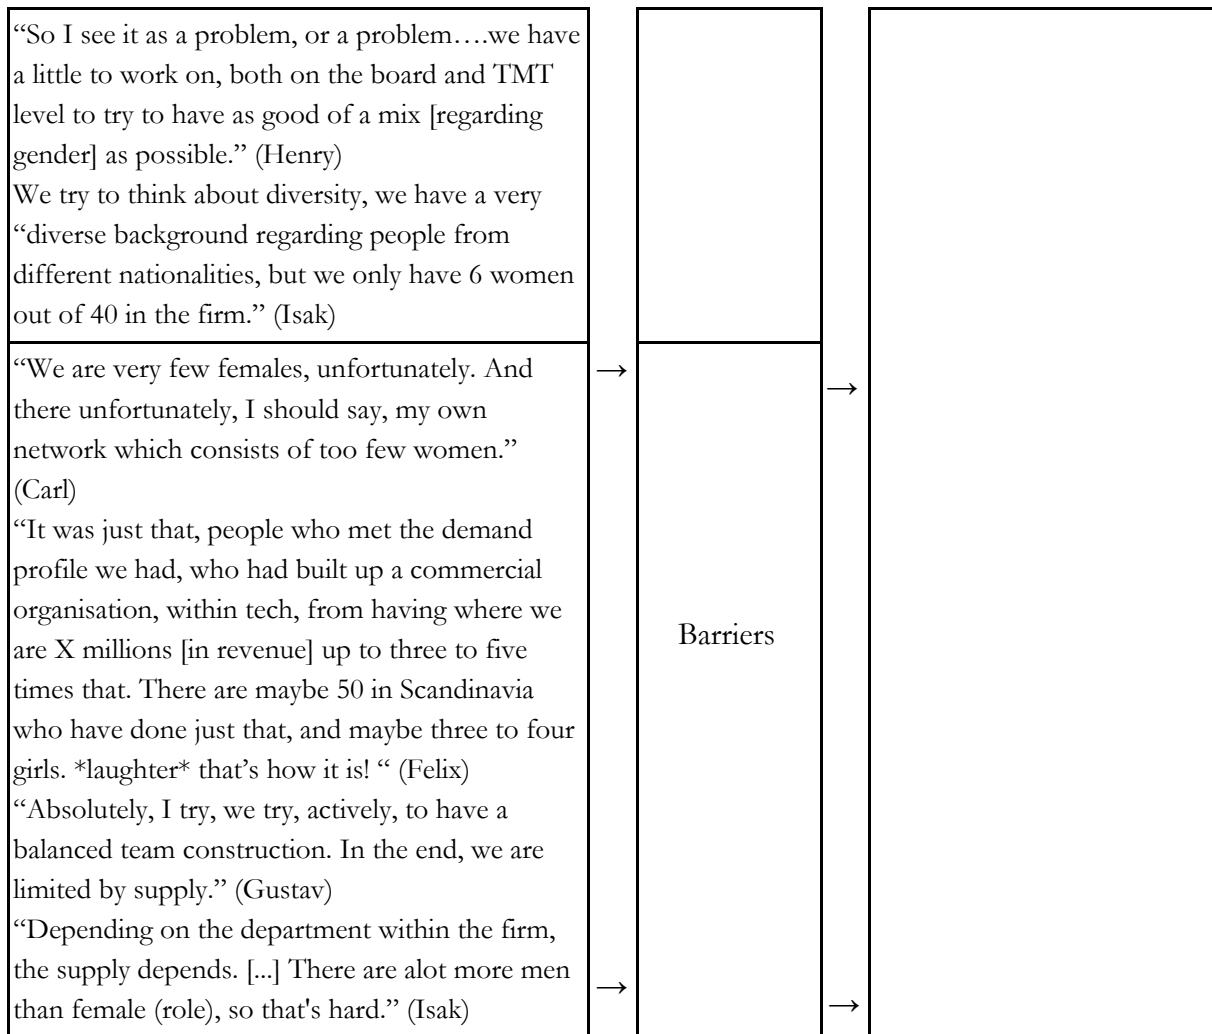 “So I see it as a problem, or a problem….we have
a little to work on, both on the board and TMT
level to try to have as good of a mix [regarding
gender] as possible.” (Henry)
We try to think about diversity, we have a very
“diverse background regarding people from
different nationalities, but we only have 6 women
out of 40 in the firm.” (Isak)
“We are very few females, unfortunately. And
there unfortunately, I should say, my own
network which consists of too few women.”
(Carl)
“It was just that, people who met the demand
profile we had, who had built up a commercial
organisation, within tech, from having where we
are X millions [in revenue] up to three to five
times that. There are maybe 50 in Scandinavia
who have done just that, and maybe three to four
girls. *laughter* that’s how it is! “ (Felix)
“Absolutely, I try, we try, actively, to have a
balanced team construction. In the end, we are
limited by supply.” (Gustav)
“Depending on the department within the firm,
the supply depends. [...] There are alot more men
than female (role), so that's hard.” (Isak)
→
→
Barriers
→
→